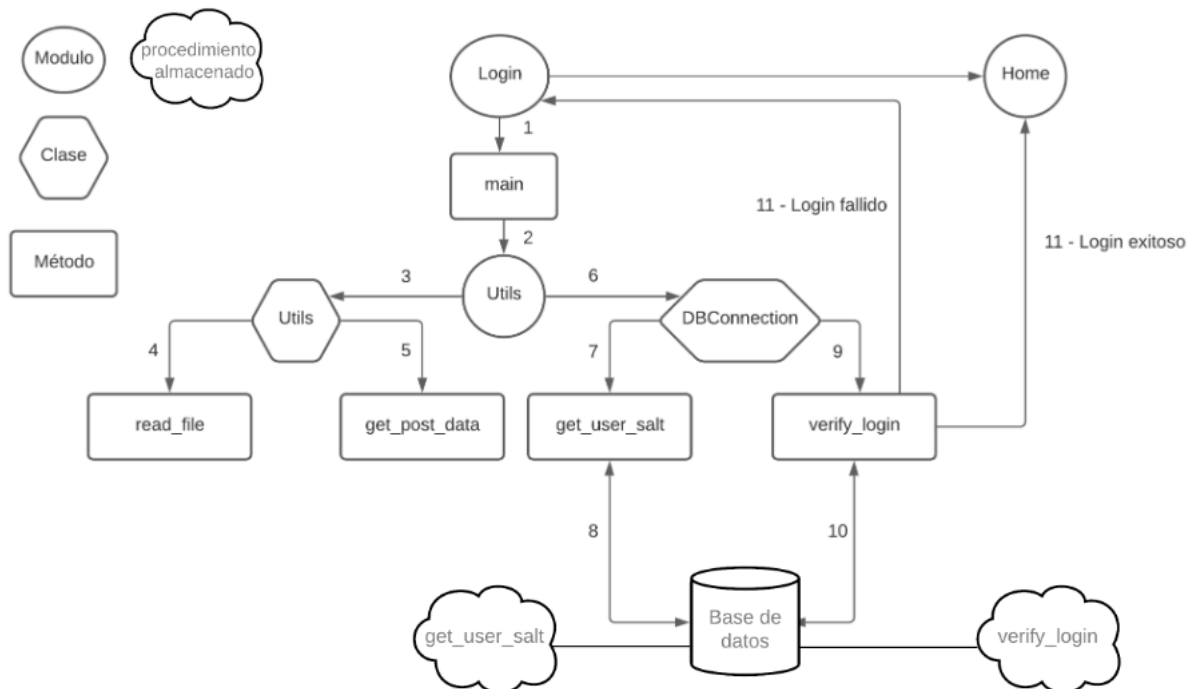 Modulo
procedimiento
almacenado
Login
Home
1
Clase
main
11 - Login fallido
2
11 - Login exitoso
Método
3
Utils
6
Utils
DBConnection
4
5
7
9
read_file
get_post_data
get_user_salt
verify_login
8
10
Base de
datos
get_user_salt
verify_login